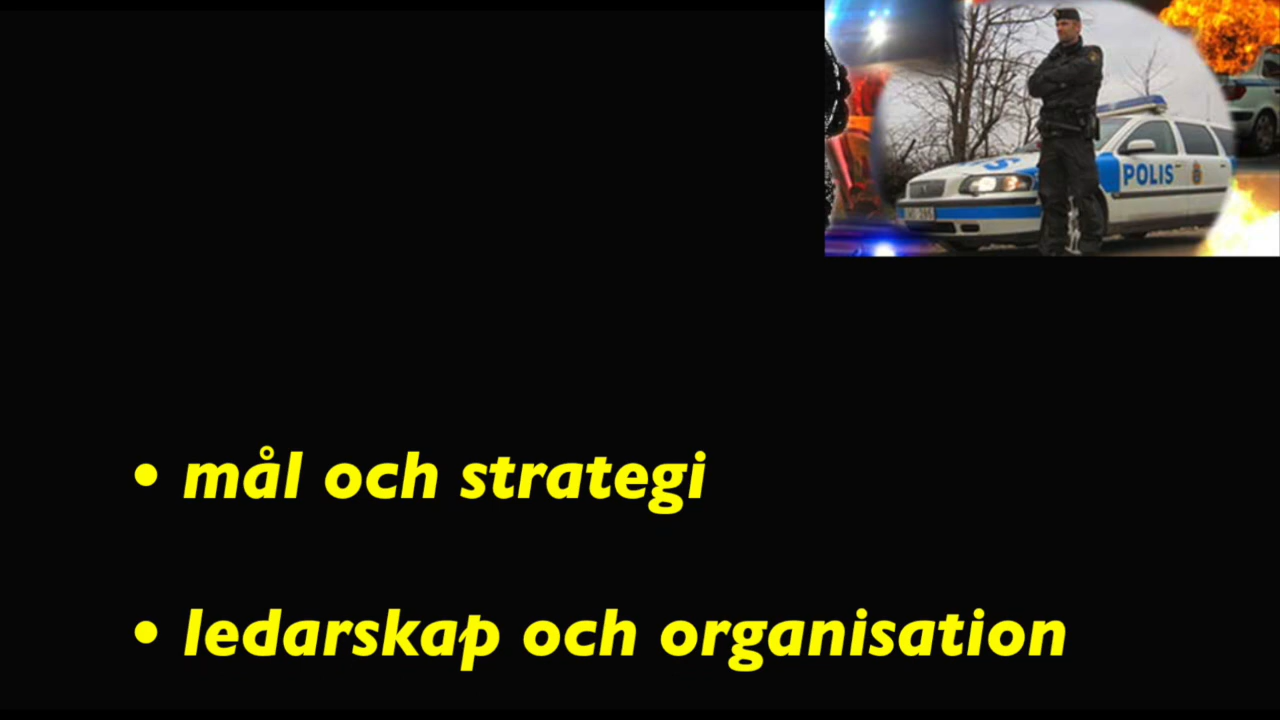 POLIS
• mål och strategi
• ledarskap och organisation